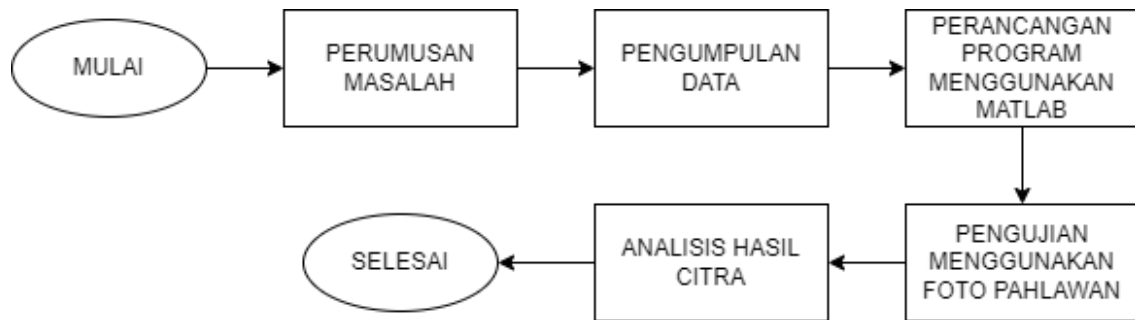 MULAI
PERUMUSAN
MASALAH
PENGUMPULAN
DATA
PERANCANGAN
PROGRAM
MENGGUNAKAN
MATLAB
PENGUJIAN
MENGGUNAKAN
FOTO PAHLAWAN
ANALISIS HASIL
CITRA
SELESAI